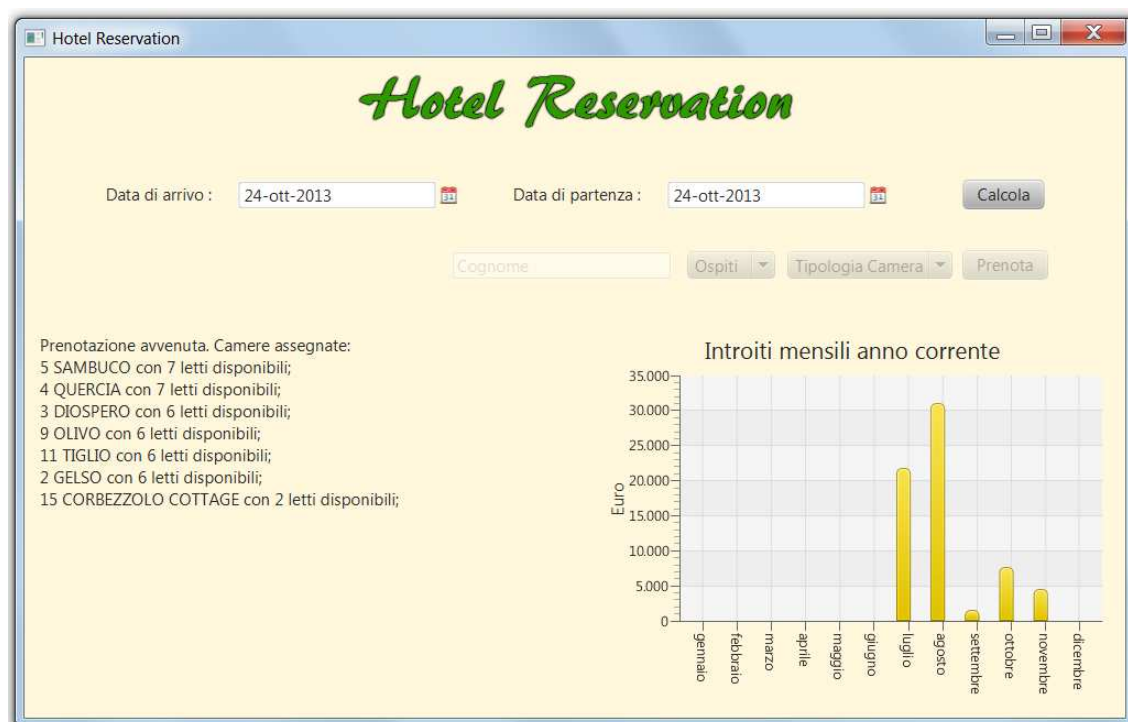 Hotel Reservation
Hotel Reservation
Data di arrivo : 24-ott-2013 31 Data di partenza : 24-ott-2013 31 Calcola
Cognome Ospiti Tipologia Camera Prenota
Prenotazione avvenuta. Camere assegnate:
5 SAMBUCO con 7 letti disponibili;
4 QUERCIA con 7 letti disponibili;
3 DIOSPERO con 6 letti disponibili;
9 OLIVO con 6 letti disponibili;
11 TIGLIO con 6 letti disponibili;
2 GELSO con 6 letti disponibili;
15 CORBEZZOLO COTTAGE con 2 letti disponibili;
Introiti mensili anno corrente
Euro
35.000
30.000
25.000
20.000
15.000
10.000
5.000
0
gennaio
febbraio
marzo
aprile
maggio
giugno
luglio
agosto
settembre
ottobre
novembre
dicembre